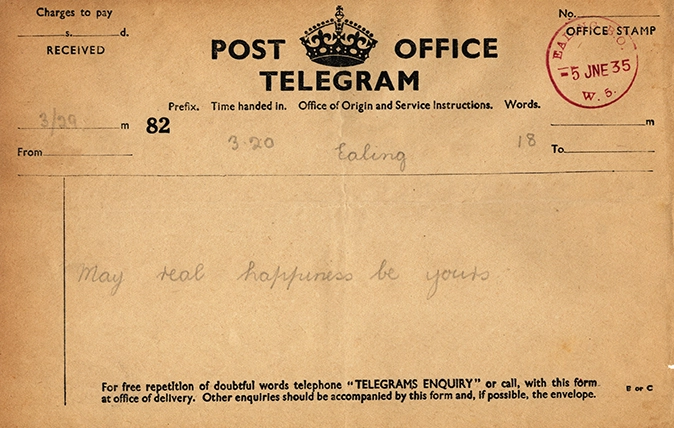 Charges to pay
s. d.
RECEIVED
POST OFFICE
TELEGRAM
No.
OFFICE STAMP
EALING B.O.
5 JNE 35
W. 5.
Prefix. Time handed in. Office of Origin and Service Instructions. Words.
3/29 m
82
m
From
3.20 Ealing 18
To
May real happiness be yours
For free repetition of doubtful words telephone "TELEGRAMS ENQUIRY" or call, with this form
at office of delivery. Other enquiries should be accompanied by this form and, if possible, the envelope.
B or C